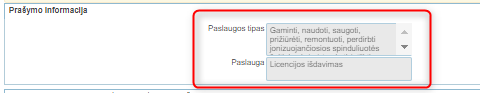 Prašymo informacija
Paslaugos tipas
Gaminti, naudoti, saugoti,
prižiūrėti, remontuoti, perdirbti
jonizuojančiosios spinduliuotės
Paslauga
Licencijos išdavimas